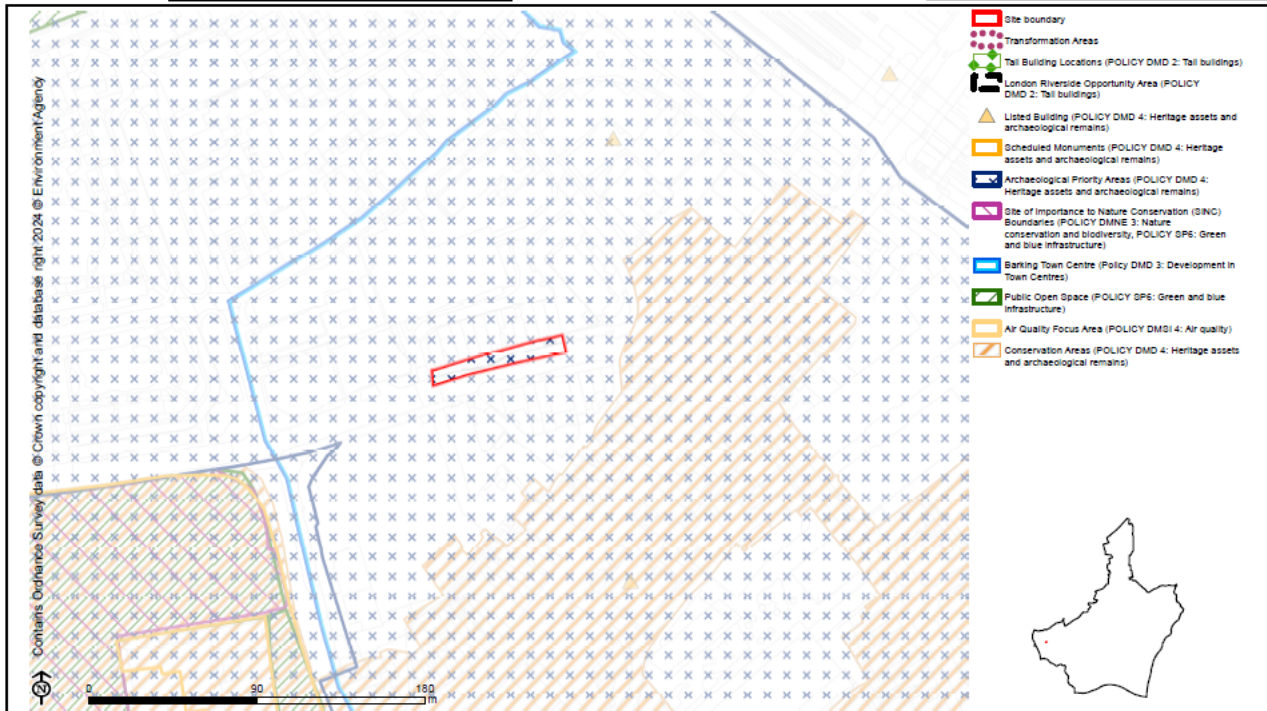 Site boundary
Transformation Areas
Tall Building Locations (POLICY DMD 2: Tall buildings)
London Riverside Opportunity Area (POLICY
DMD 2: Tall buildings)
Listed Building (POLICY DMD 4: Heritage assets and
archaeological remains)
Scheduled Monuments (POLICY DMD 4: Heritage
assets and archaeological remains)
Archaeological Priority Areas (POLICY DMD 4:
Heritage assets and archaeological remains)
Site of Importance to Nature Conservation (SINC)
Boundaries (POLICY DMNE 3: Nature
conservation and biodiversity, POLICY SP6: Green
and blue infrastructure)
Barking Town Centre (Policy DMD 3: Development in
Town Centres)
Public Open Space (POLICY SP6: Green and blue
infrastructure)
Air Quality Focus Area (POLICY DMSI 4: Air quality)
Conservation Areas (POLICY DMD 4: Heritage assets
and archaeological remains)
Contains Ordnance Survey data © Crown copyright and database right 2024 © Environment Agency
N
0 90 180
m